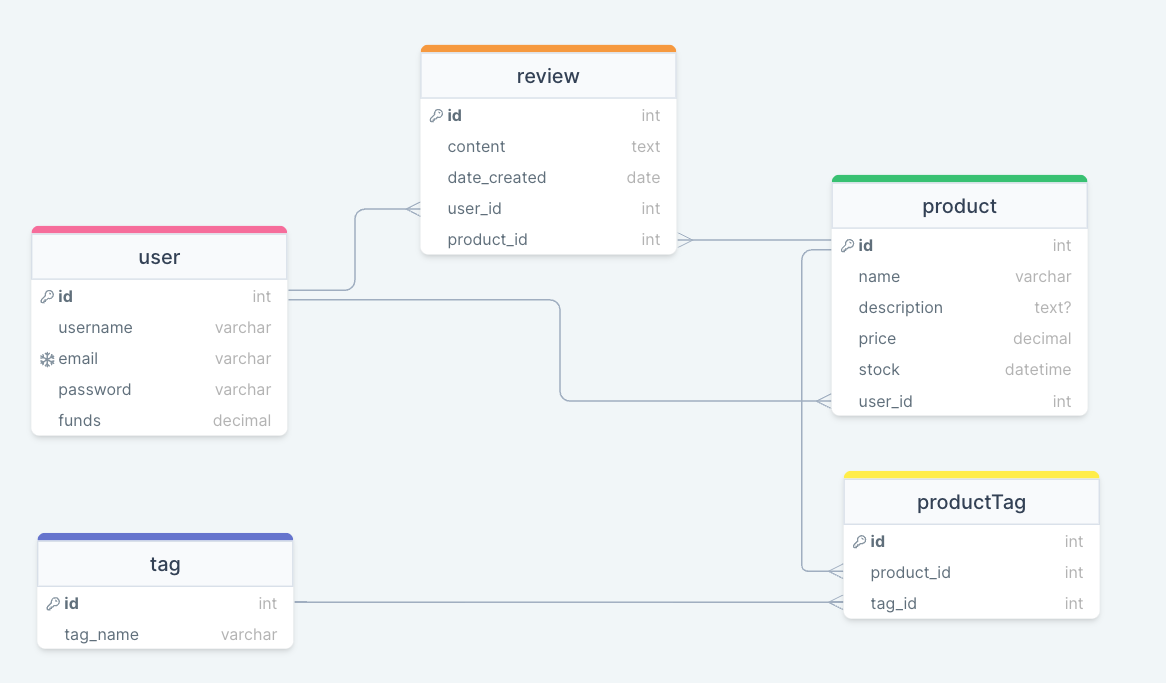 review
id int
content text
date_created date
user_id int
product_id int
product
id int
name varchar
description text?
price decimal
stock datetime
user_id int
user
id int
username varchar
email varchar
password varchar
funds decimal
productTag
id int
product_id int
tag_id int
tag
id int
tag_name varchar